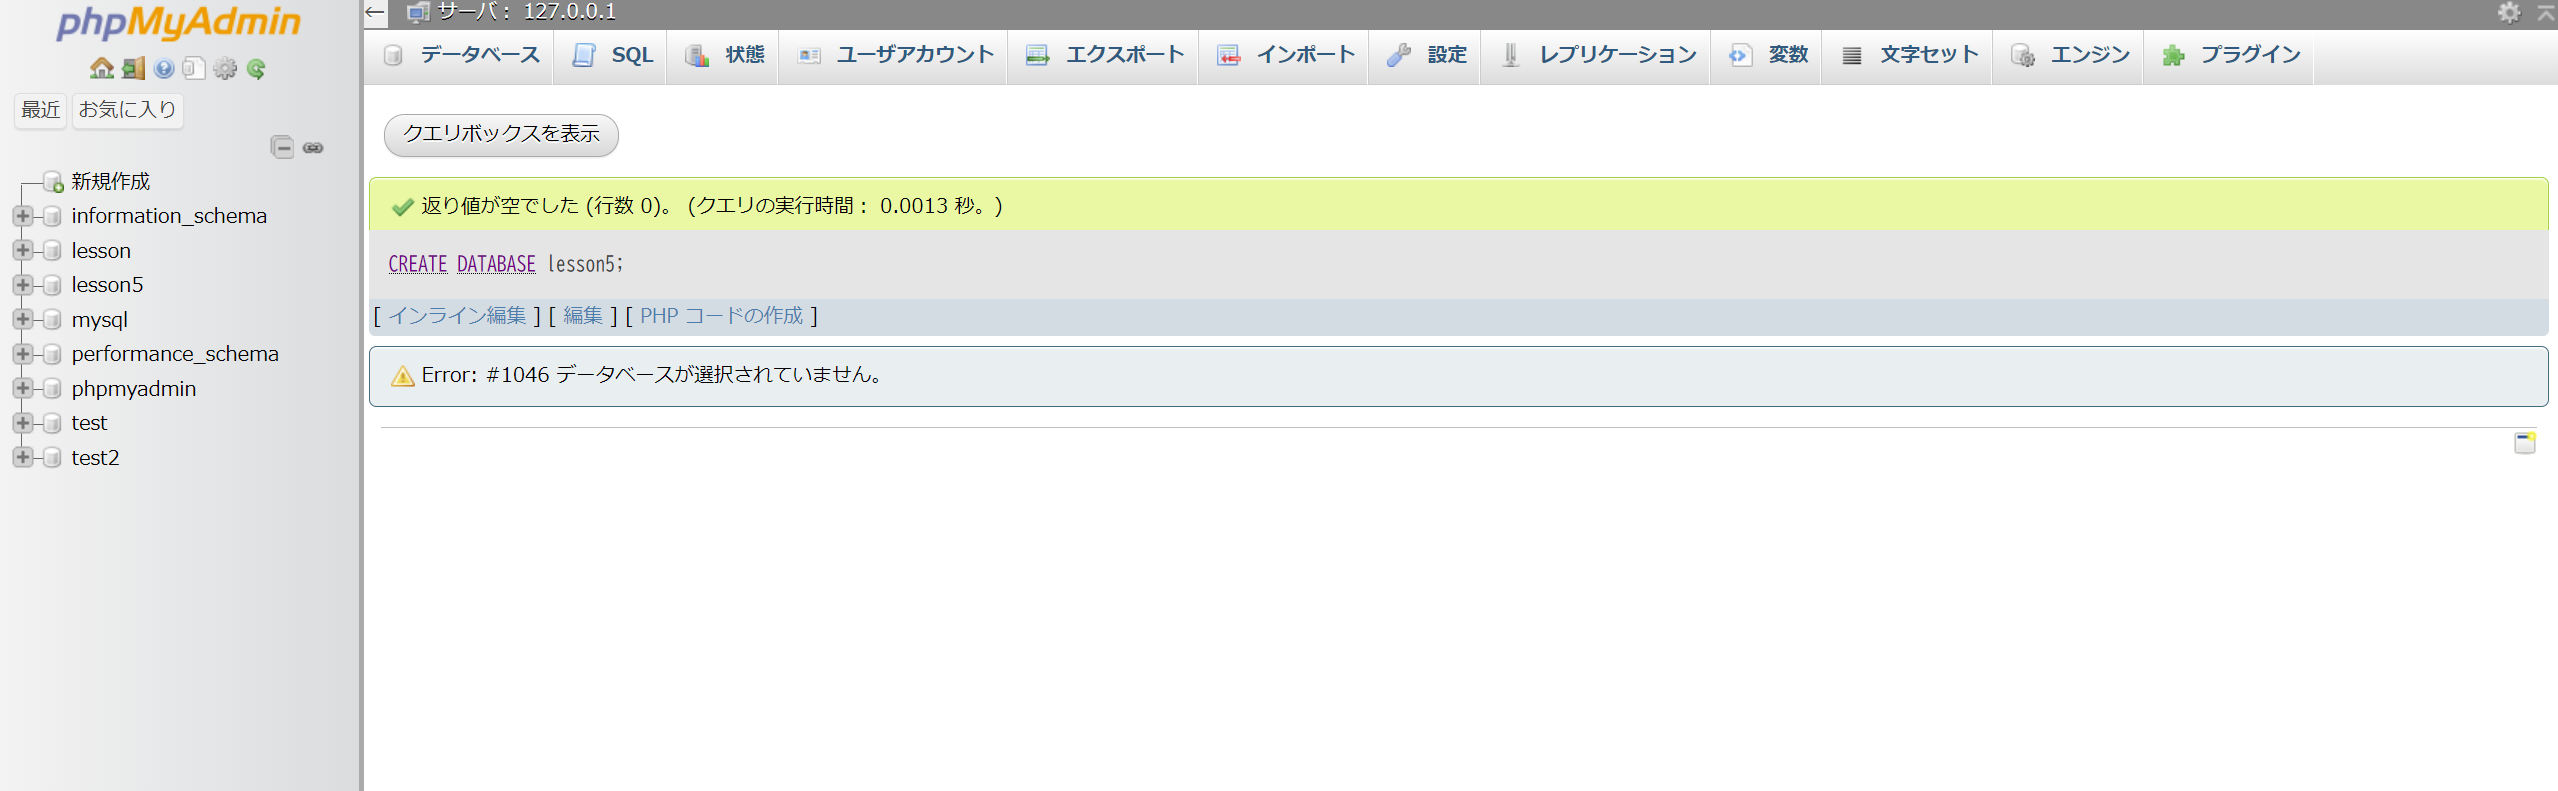 phpMyAdmin
最近 お気に入り
新規作成
information_schema
lesson
lesson5
mysql
performance_schema
phpmyadmin
test
test2
サーバ： 127.0.0.1
データベース SQL 状態 ユーザアカウント エクスポート インポート 設定 レプリケーション 変数 文字セット エンジン プラグイン
クエリボックスを表示
返り値が空でした (行数 0)。 (クエリの実行時間： 0.0013 秒。)
CREATE DATABASE lesson5;
[ インライン編集 ] [ 編集 ] [ PHP コードの作成 ]
Error: #1046 データベースが選択されていません。